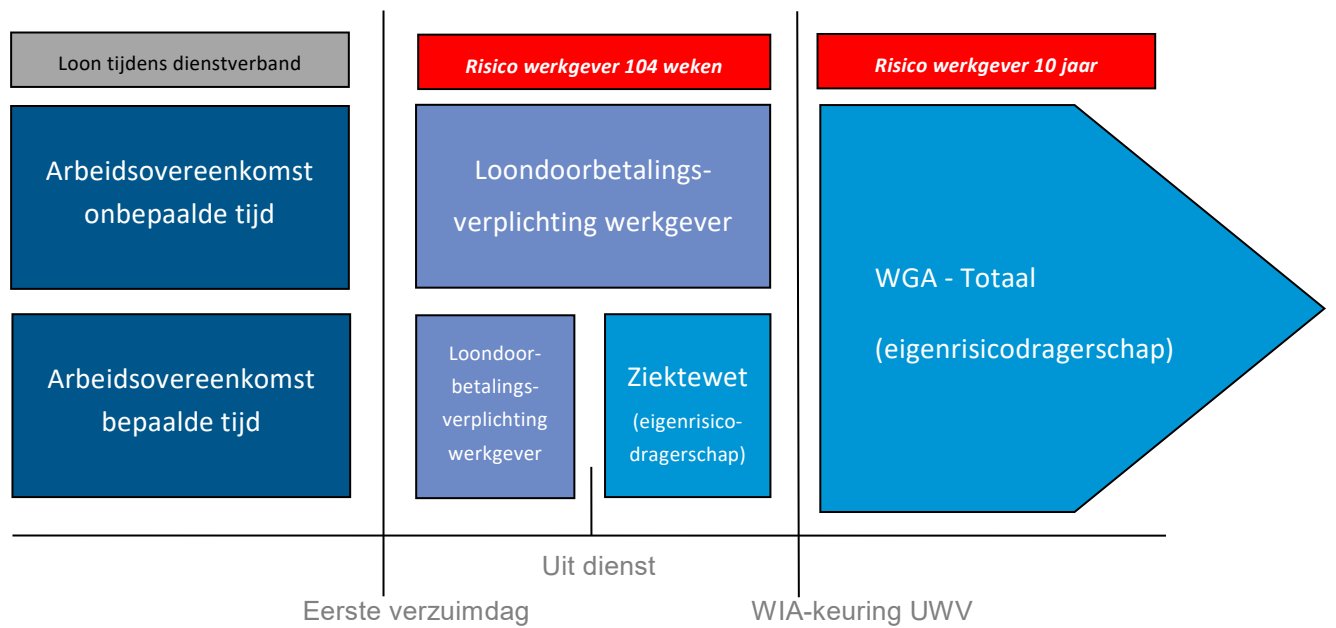 Loon tijdens dienstverband
Risico werkgever 104 weken
Risico werkgever 10 jaar
Arbeidsovereenkomst
onbepaalde tijd
Loondoorbetalings-
verplichting werkgever
WGA - Totaal
(eigenrisicodragerschap)
Arbeidsovereenkomst
bepaalde tijd
Loondoor-
betalings-
verplichting
werkgever
Ziektewet
(eigenrisico-
dragerschap)
Uit dienst
Eerste verzuimdag
WIA-keuring UWV